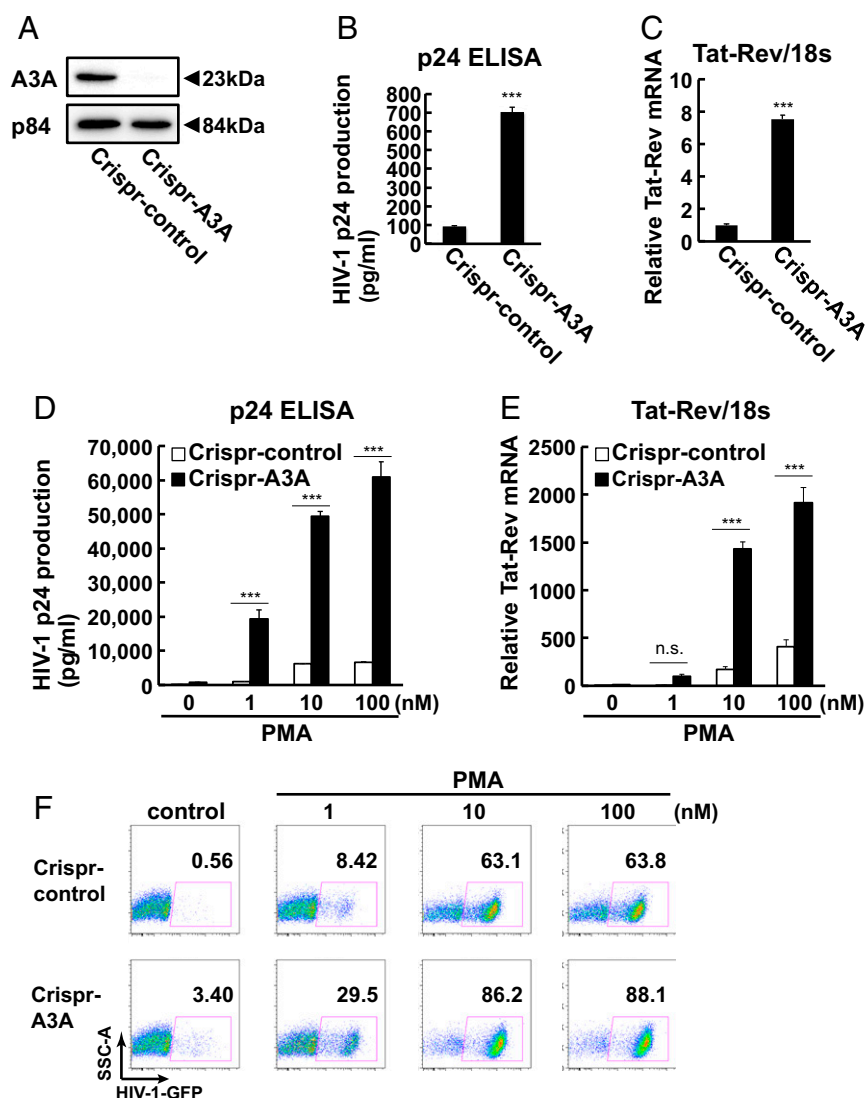 A
A3A
23kDa
p84
84kDa
Crispr-control
Crispr-A3A
B
p24 ELISA
HIV-1 p24 production
(pg/ml)
800
700
600
500
400
300
200
100
0
***
Crispr-control
Crispr-A3A
C
Tat-Rev/18s
Relative Tat-Rev mRNA
8
6
4
2
0
***
Crispr-control
Crispr-A3A
D
p24 ELISA
HIV-1 p24 production
(pg/ml)
70,000
60,000
50,000
40,000
30,000
20,000
10,000
0
Crispr-control
Crispr-A3A
***
***
***
0 1 10 100 (nM)
PMA
E
Tat-Rev/18s
Relative Tat-Rev mRNA
2500
2000
1500
1000
500
0
Crispr-control
Crispr-A3A
n.s.
***
***
0 1 10 100 (nM)
PMA
F
PMA
control 1 10 100 (nM)
Crispr-
control
0.56 8.42 63.1 63.8
Crispr-
A3A
3.40 29.5 86.2 88.1
SSC-A
HIV-1-GFP